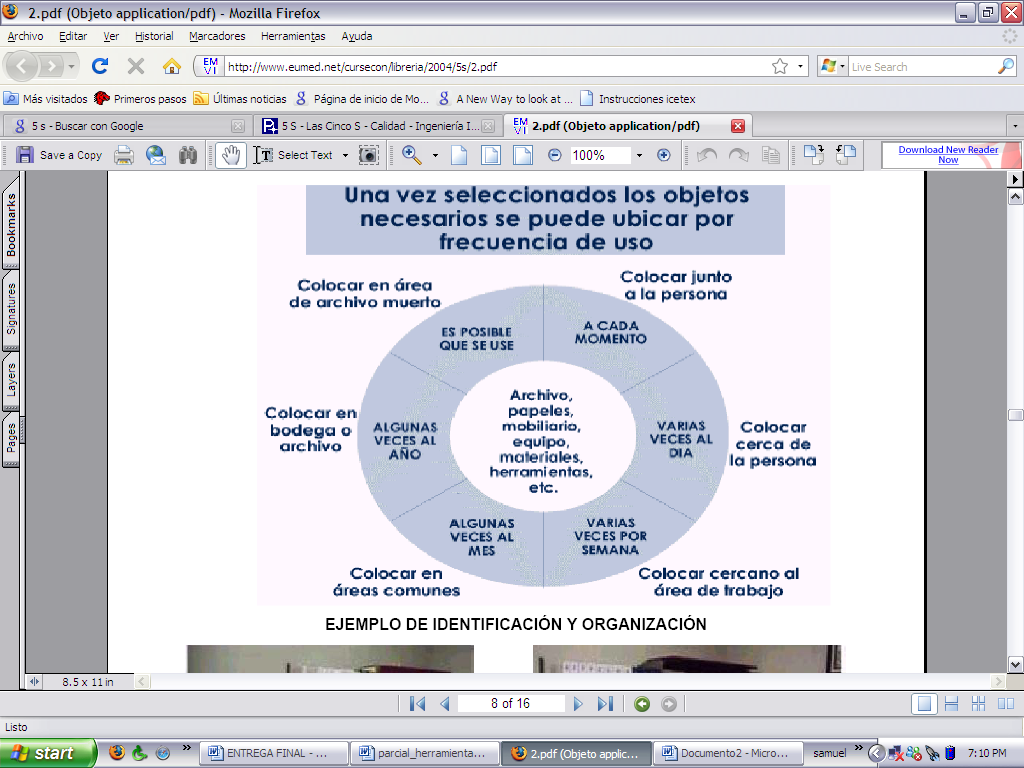 2.pdf (Objeto application/pdf) - Mozilla Firefox
Archivo Editar Ver Historial Marcadores Herramientas Ayuda
EM VI http://www.eumed.net/cursecon/libreria/2004/5s/2.pdf Live Search
Más visitados Primeros pasos Últimas noticias Página de inicio de Mo... A New Way to look at ... Instrucciones icetex
5 s - Buscar con Google 5 S - Las Cinco S - Calidad - Ingeniería I... EM VI 2.pdf (Objeto application/pdf)
Save a Copy Select Text 100% Download New Reader
Now
Bookmarks
Signatures
Layers
Pages
Una vez seleccionados los objetos
necesarios se puede ubicar por
frecuencia de uso
Colocar en área
de archivo muerto
Colocar junto
a la persona
ES POSIBLE
QUE SE USE
A CADA
MOMENTO
Colocar en
bodega o
archivo
ALGUNAS
VECES AL
AÑO
Archivo,
papeles,
mobiliario,
equipo,
materiales,
herramientas,
etc.
VARIAS
VECES AL
DIA
Colocar
cerca de
la persona
ALGUNAS
VECES AL
MES
VARIAS
VECES POR
SEMANA
Colocar en
áreas comunes
Colocar cercano al
área de trabajo
EJEMPLO DE IDENTIFICACIÓN Y ORGANIZACIÓN
8.5 x 11 in
8 of 16
Listo
start ENTREGA FINAL - ... parcial_herramienta... 2.pdf (Objeto applic... Documento2 - Micro... samuel 7:10 PM